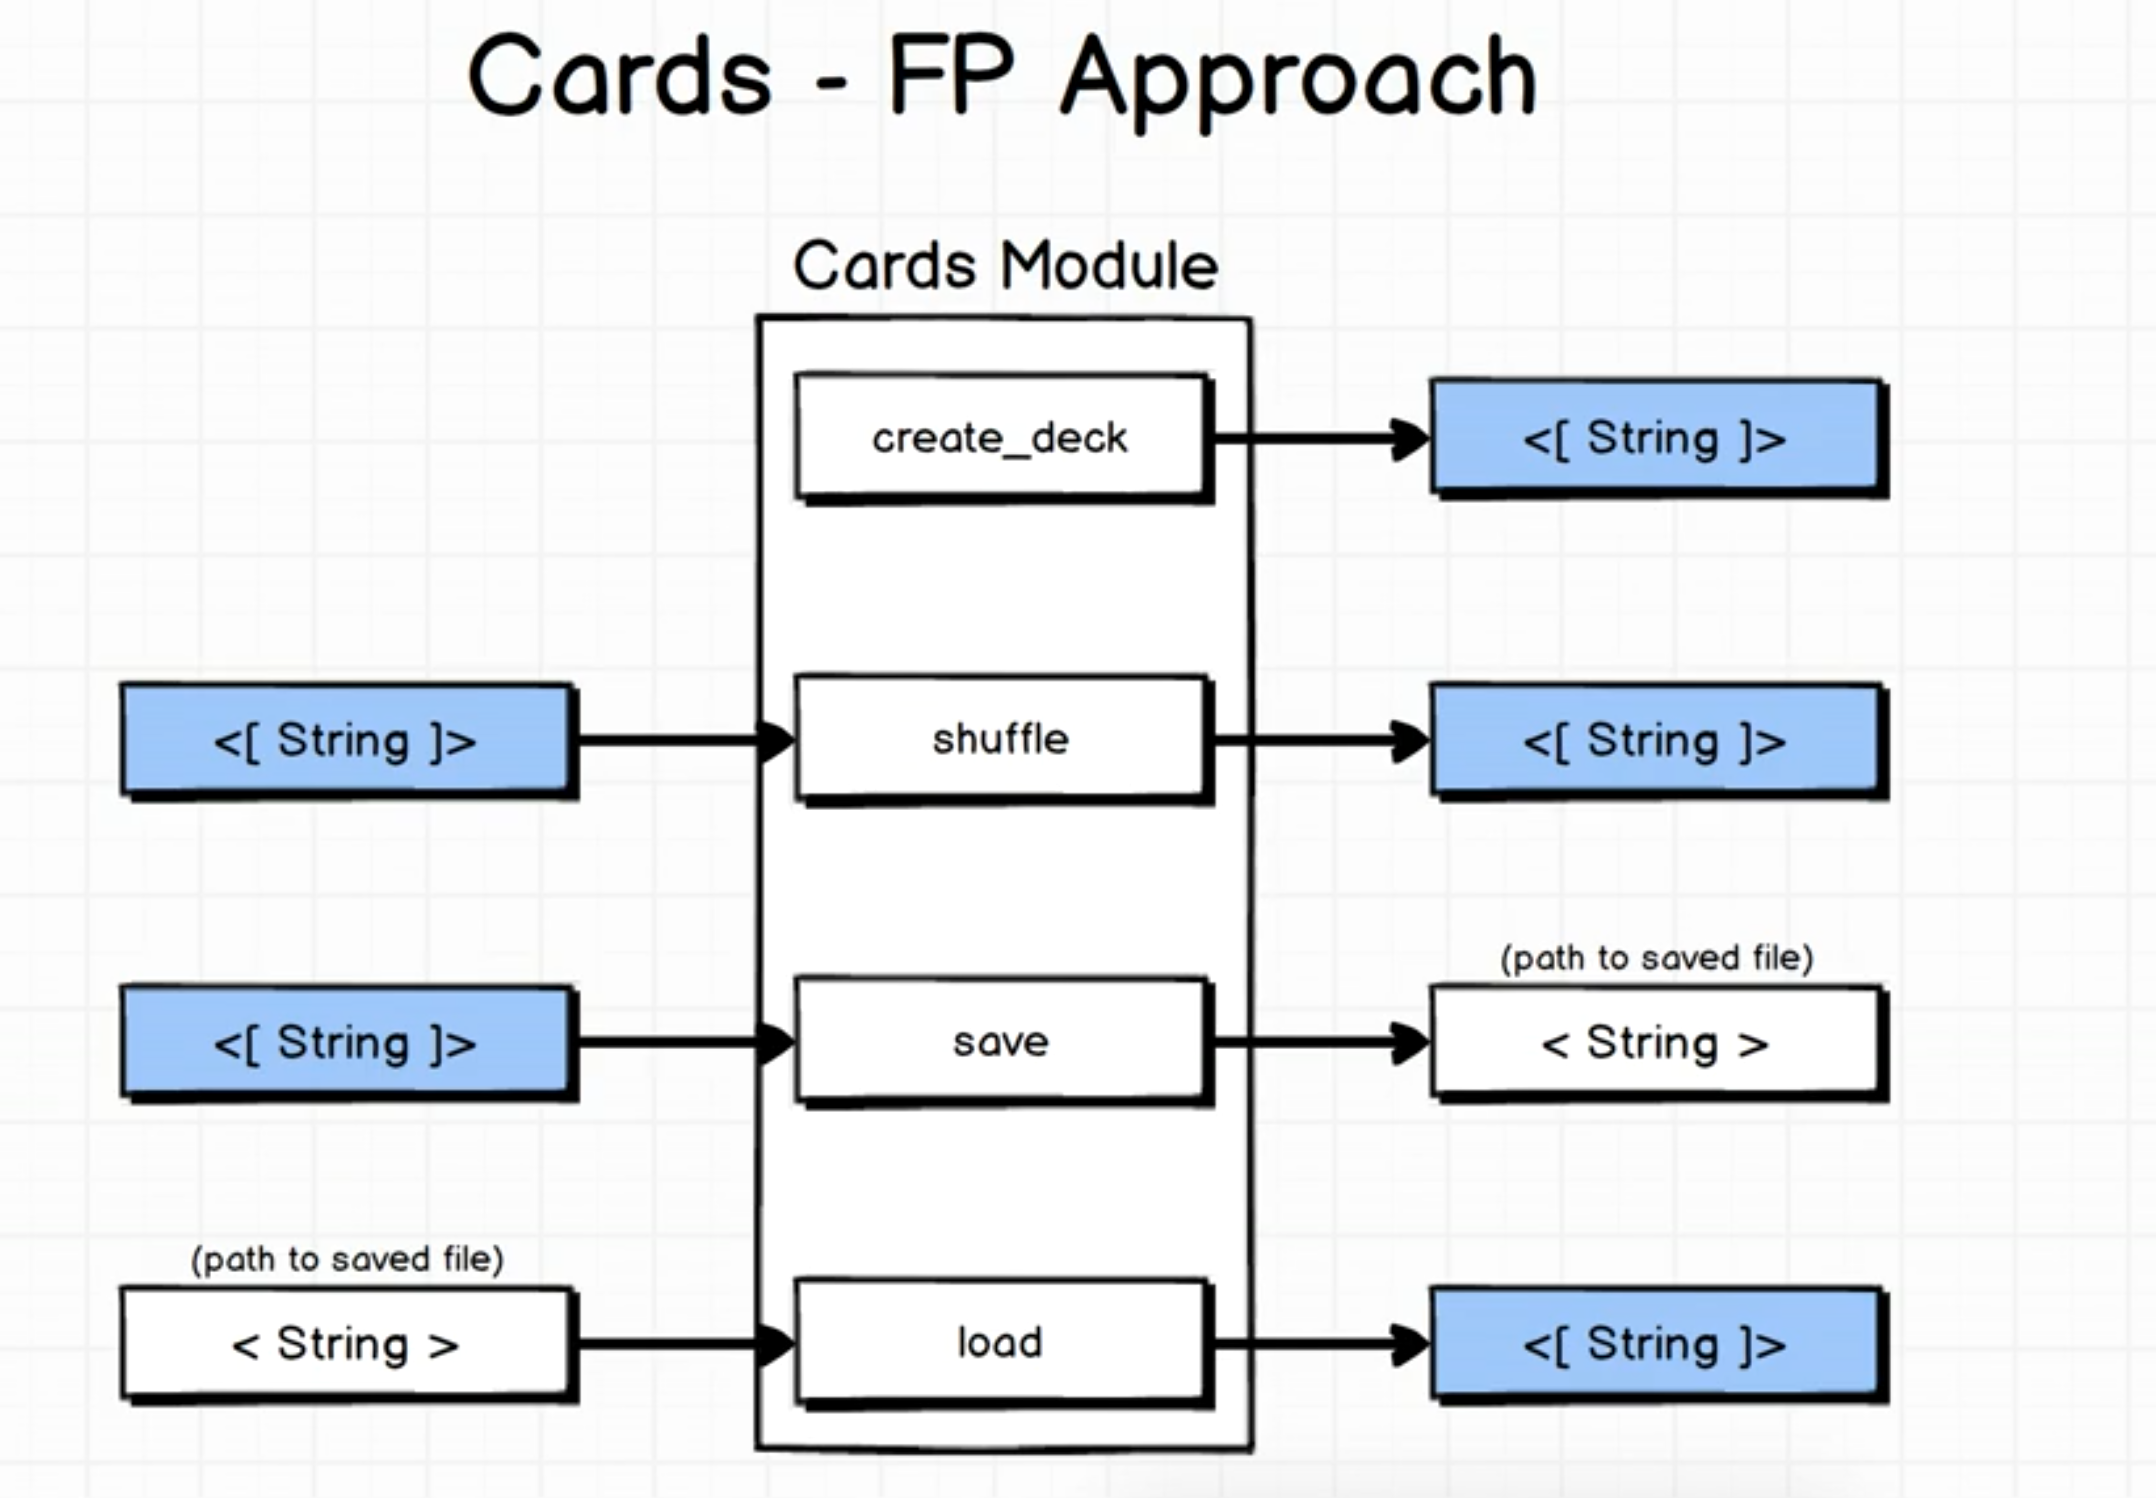 Cards - FP Approach
Cards Module
create_deck
<[ String ]>
<[ String ]>
shuffle
<[ String ]>
(path to saved file)
<[ String ]>
save
< String >
(path to saved file)
< String >
load
<[ String ]>